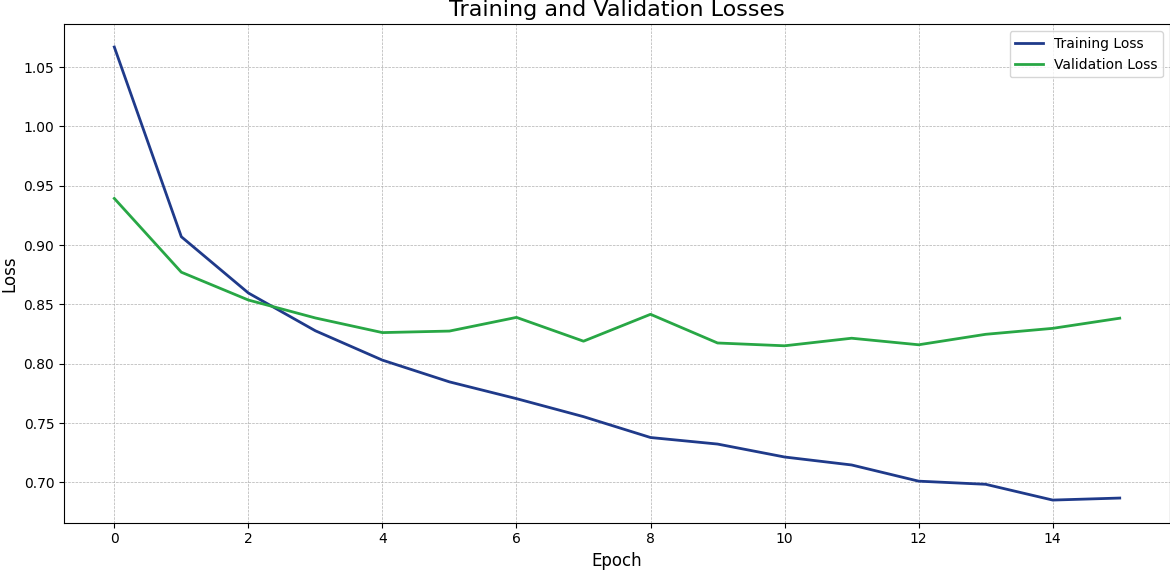 Training and Validation Losses
Training Loss
Validation Loss
1.05
1.00
0.95
0.90
0.85
0.80
0.75
0.70
Loss
0 2 4 6 8 10 12 14
Epoch